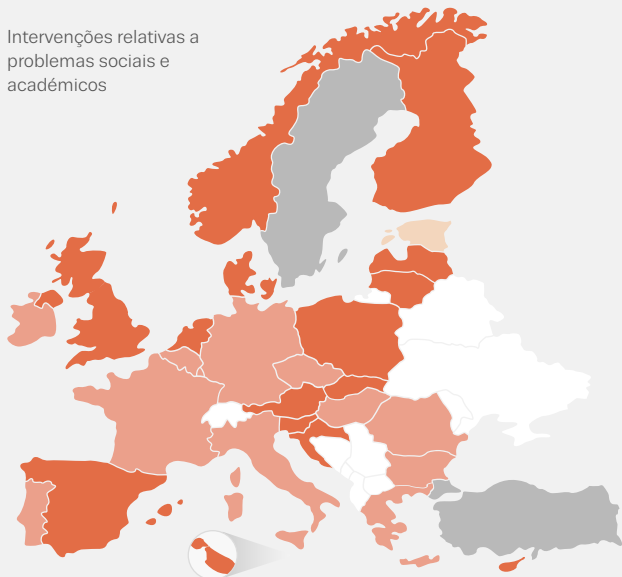 Intervenções relativas a
problemas sociais e
académicos